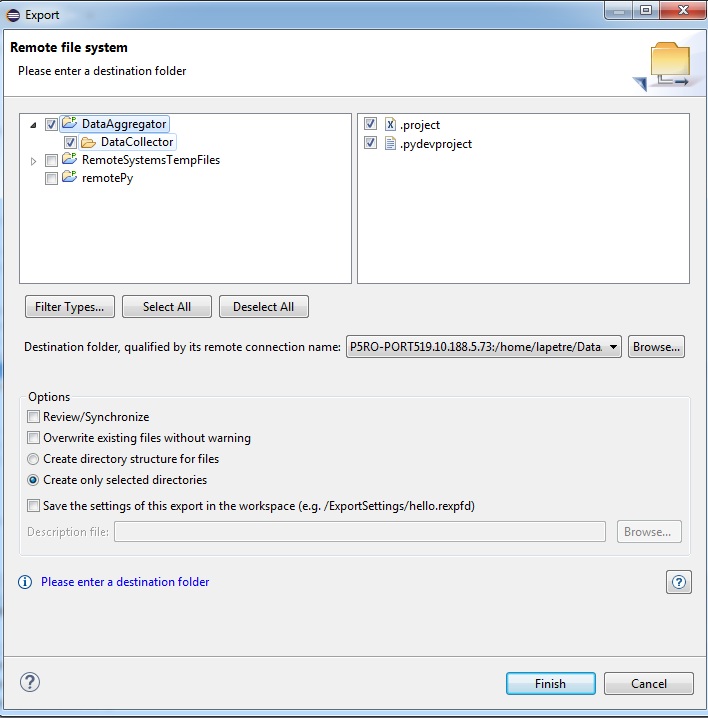 Export
Remote file system
Please enter a destination folder
DataAggregator
DataCollector
RemoteSystemsTempFiles
remotePy
.project
.pydevproject
Filter Types...
Select All
Deselect All
Destination folder, qualified by its remote connection name:
P5RO-PORT519.10.188.5.73:/home/lapetre/Data
Browse...
Options
Review/Synchronize
Overwrite existing files without warning
Create directory structure for files
Create only selected directories
Save the settings of this export in the workspace (e.g. /ExportSettings/hello.rexpfd)
Description file:
Browse...
Please enter a destination folder
Finish
Cancel